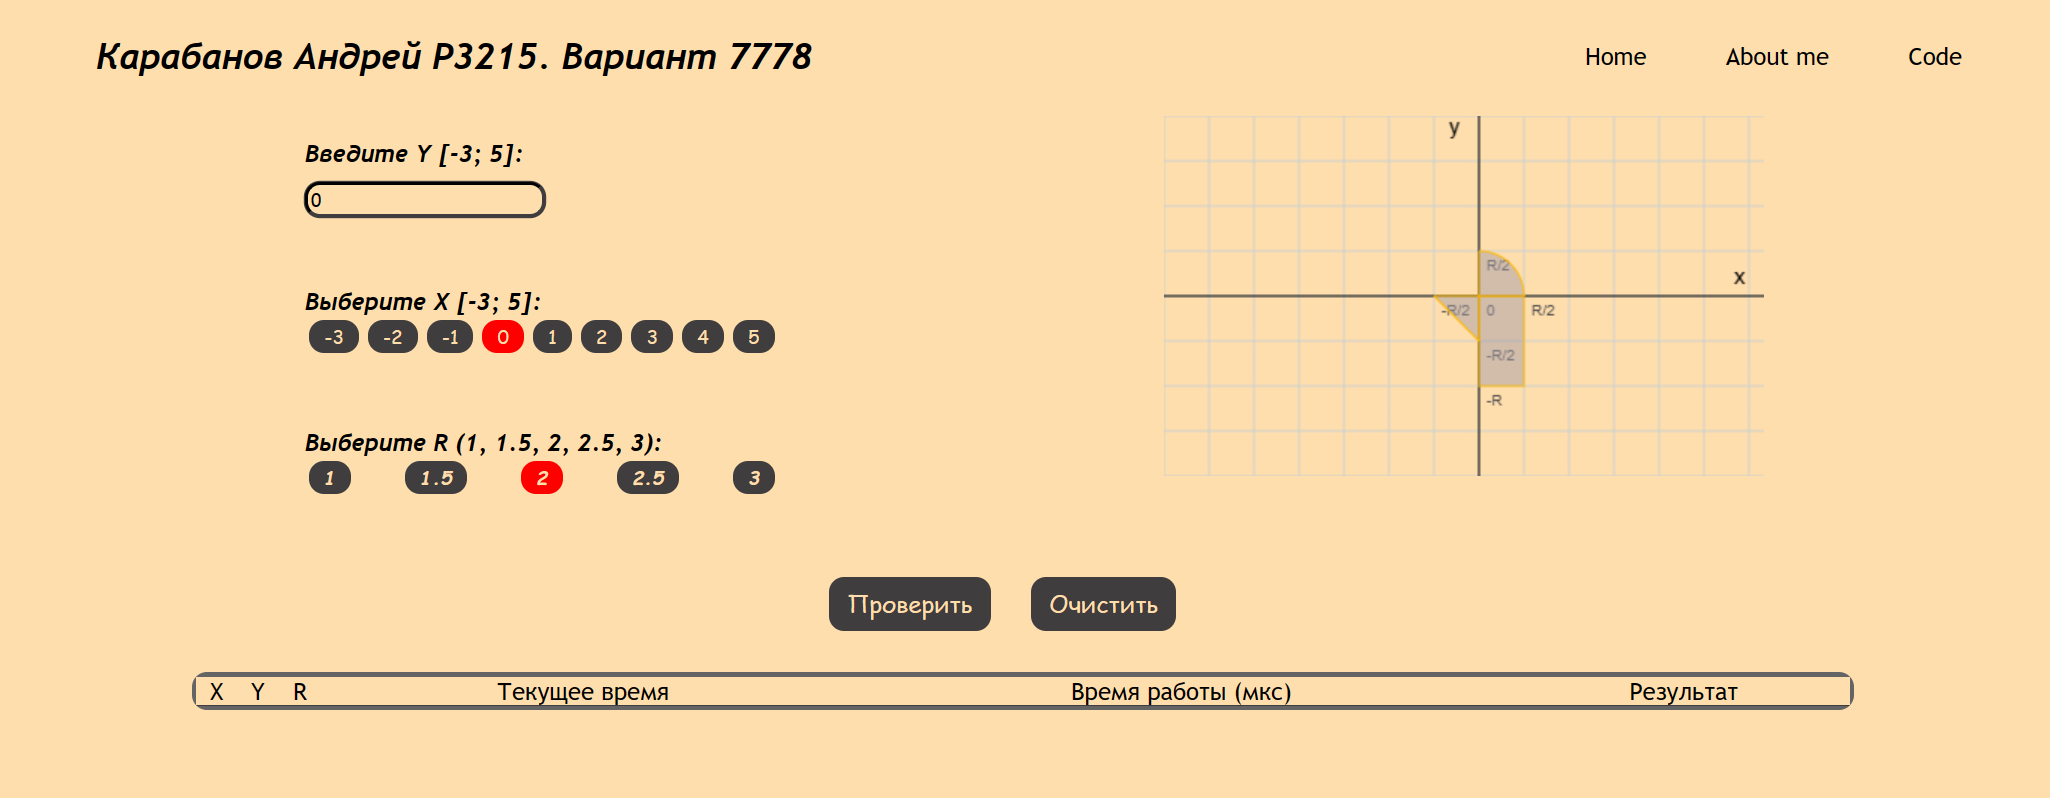 Карабанов Андрей P3215. Вариант 7778
Home About me Code
Введите Y [-3; 5]:
0
Выберите X [-3; 5]:
-3 -2 -1 0 1 2 3 4 5
Выберите R (1, 1.5, 2, 2.5, 3):
1 1.5 2 2.5 3
y
R/2
x
-R/2 0 R/2
-R/2
-R
Проверить Очистить
X Y R Текущее время Время работы (мкс) Результат